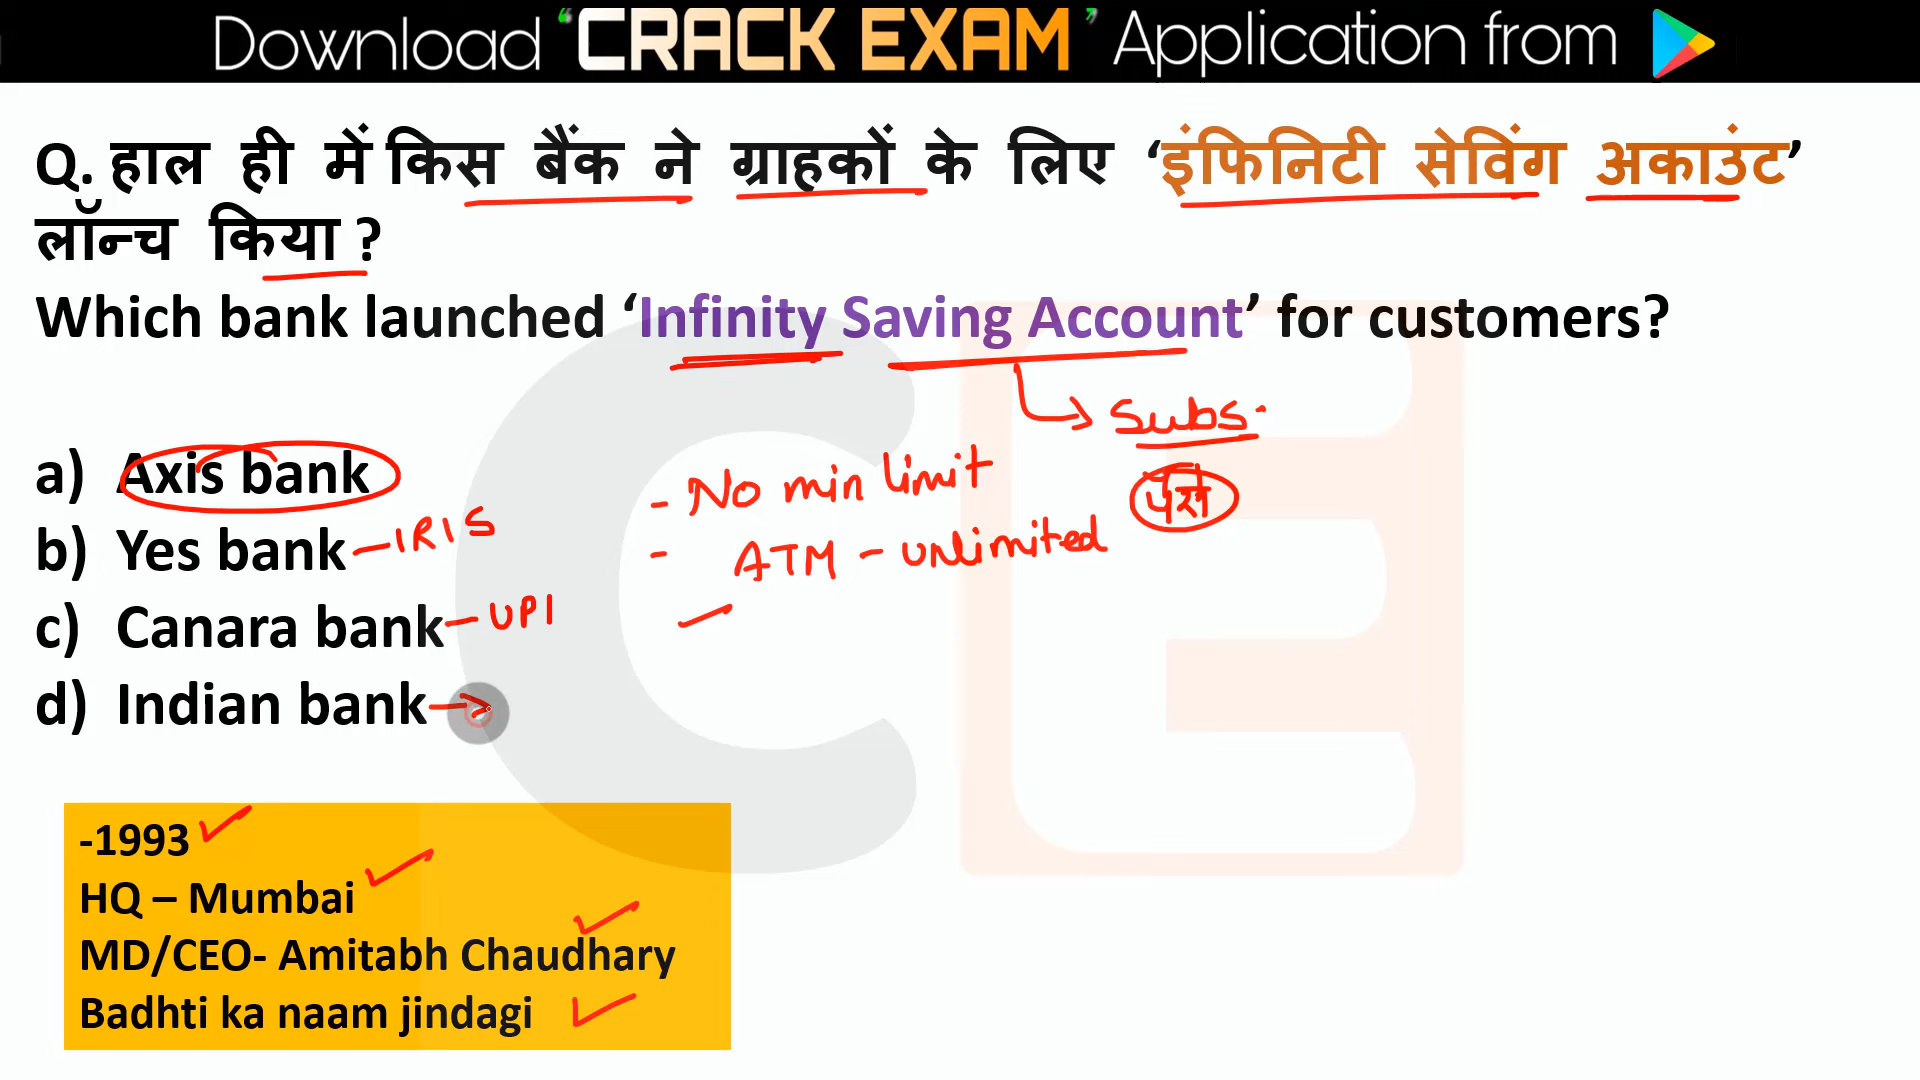 Download “CRACK EXAM” Application from
Q. हाल ही में किस बैंक ने ग्राहकों के लिए ‘इंफिनिटी सेविंग अकाउंट’
लॉन्च किया ?
Which bank launched ‘Infinity Saving Account’ for customers?
Subs.
a) Axis bank
- No min limit
b) Yes bank - IRIS
- ATM - unlimited
c) Canara bank - UPI
d) Indian bank
-1993
HQ – Mumbai
MD/CEO- Amitabh Chaudhary
Badhti ka naam jindagi